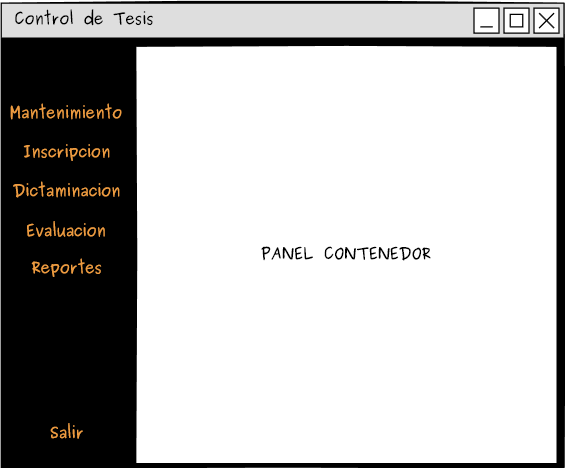 Control de Tesis
Mantenimiento
Inscripcion
Dictaminacion
Evaluacion
Reportes
PANEL CONTENEDOR
Salir